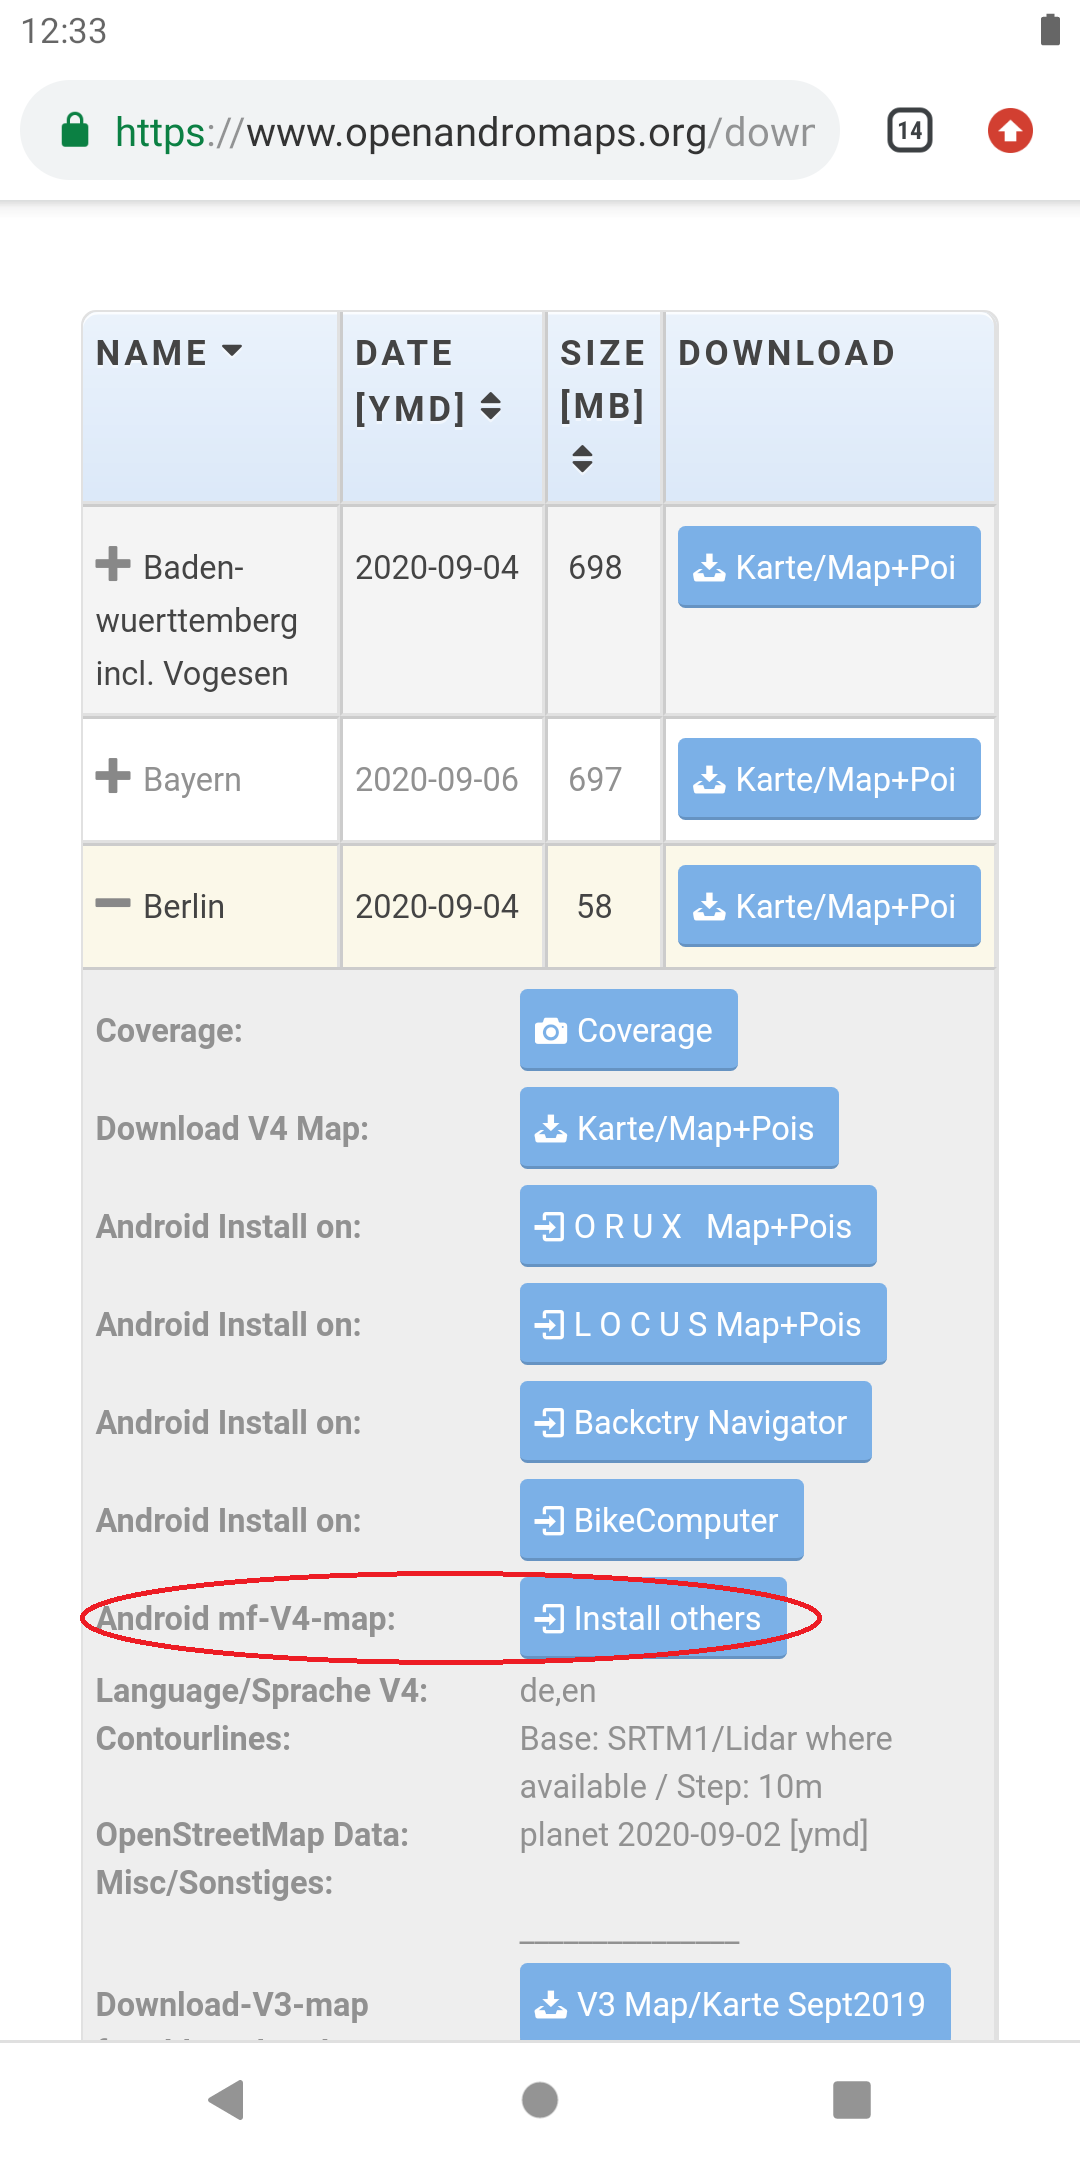 12:33
https://www.openandromaps.org/down
14
NAME DATE SIZE DOWNLOAD
[YMD] [MB]
Baden- 2020-09-04 698 Karte/Map+Poi
wuerttemberg
incl. Vogesen
Bayern 2020-09-06 697 Karte/Map+Poi
Berlin 2020-09-04 58 Karte/Map+Poi
Coverage: Coverage
Download V4 Map: Karte/Map+Pois
Android Install on: O R U X Map+Pois
Android Install on: L O C U S Map+Pois
Android Install on: Backctry Navigator
Android Install on: BikeComputer
Android mf-V4-map: Install others
Language/Sprache V4: de,en
Contourlines: Base: SRTM1/Lidar where
available / Step: 10m
OpenStreetMap Data: planet 2020-09-02 [ymd]
Misc/Sonstiges:
_______________
Download-V3-map V3 Map/Karte Sept2019